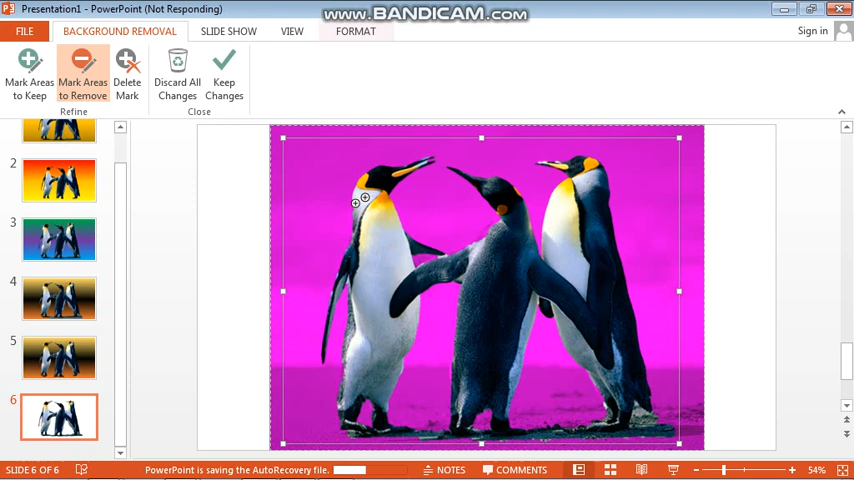 Presentation1 - PowerPoint (Not Responding)
www.BANDICAM.com
FILE
BACKGROUND REMOVAL
SLIDE SHOW
VIEW
FORMAT
Sign in
Mark Areas to Keep
Mark Areas to Remove
Delete Mark
Discard All Changes
Keep Changes
Refine
Close
2
3
4
5
6
SLIDE 6 OF 6
PowerPoint is saving the AutoRecovery file.
NOTES
COMMENTS
54%